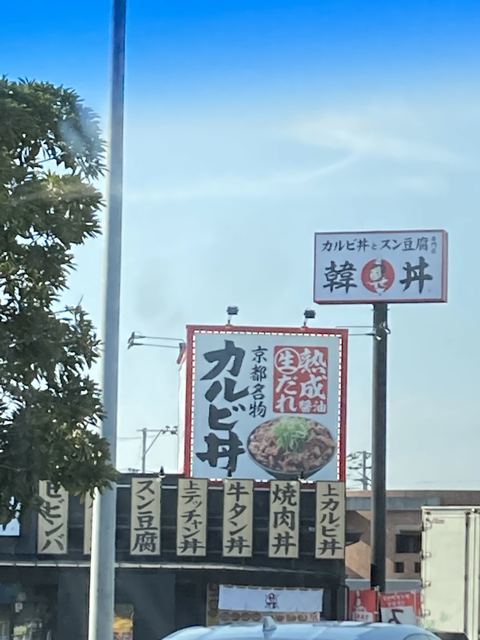 カルビ丼とスン豆腐専門店
韓丼
熟成醤油
生だれ
京都名物
カルビ丼
上カルビ丼
焼肉丼
牛タン丼
上テッチャン丼
スン豆腐
ビビンバ